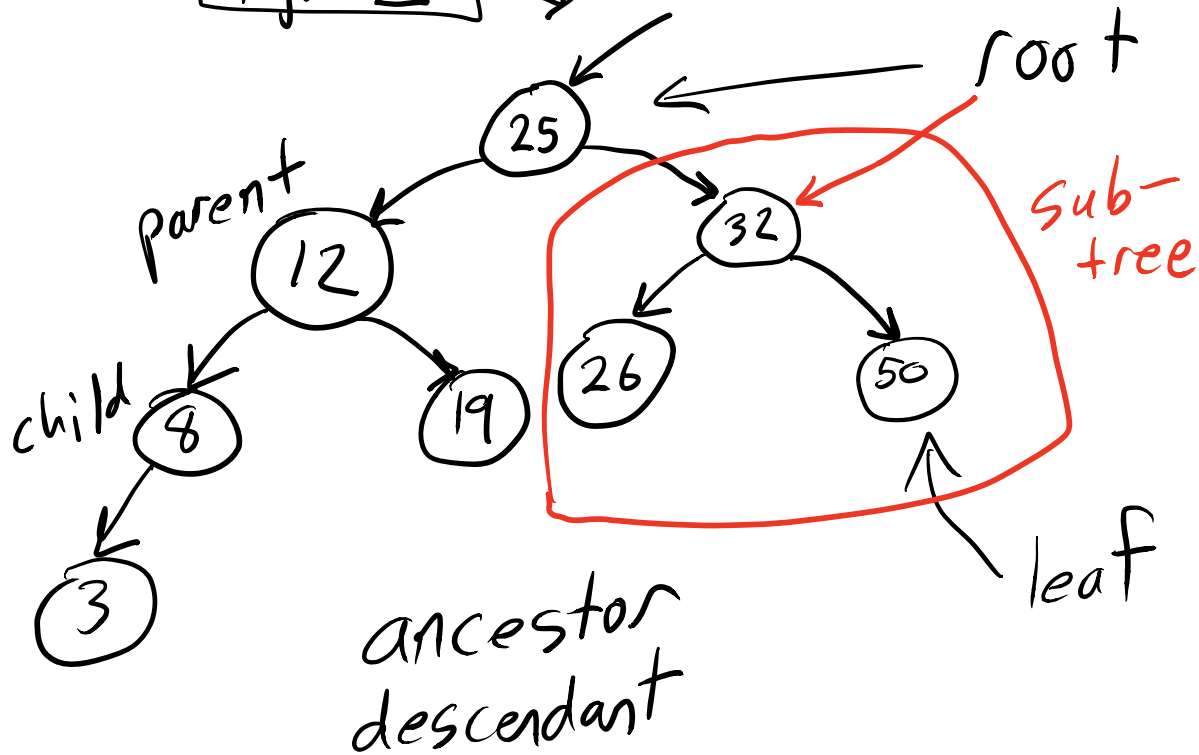 root
25
sub-
tree
parent
32
12
26
50
child
8
19
leaf
3
ancestor
descendant